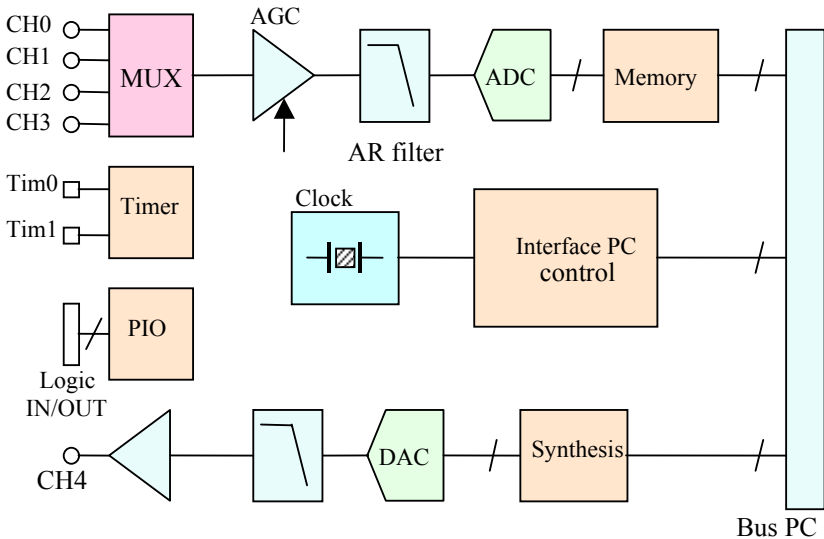 CH0
CH1
CH2
CH3
MUX
AGC
AR filter
ADC
Memory
Tim0
Tim1
Timer
Clock
Interface PC
control
PIO
Logic
IN/OUT
CH4
DAC
Synthesis
Bus PC